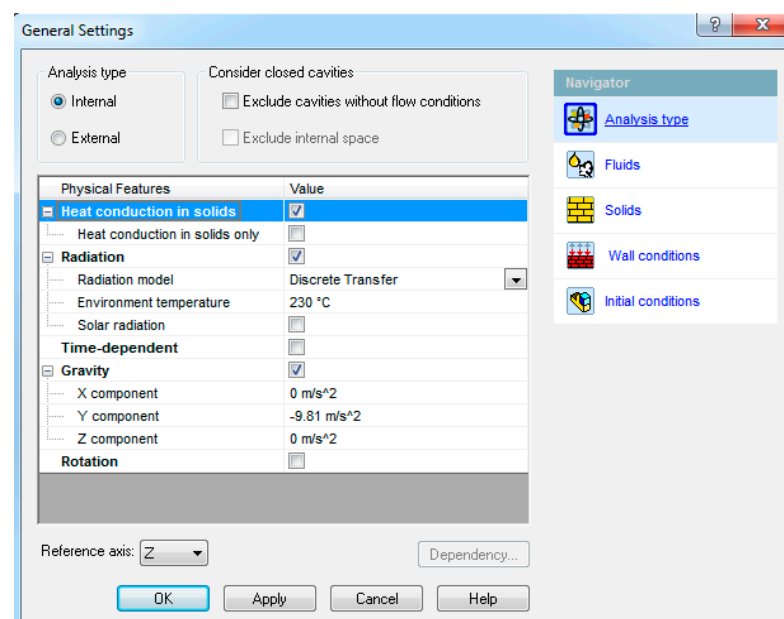 General Settings
Analysis type
Internal
External
Consider closed cavities
Exclude cavities without flow conditions
Exclude internal space
Physical Features Value
Heat conduction in solids
Heat conduction in solids only
Radiation
Radiation model Discrete Transfer
Environment temperature 230 °C
Solar radiation
Time-dependent
Gravity
X component 0 m/s^2
Y component -9.81 m/s^2
Z component 0 m/s^2
Rotation
Reference axis: Z
Dependency...
OK Apply Cancel Help
Navigator
Analysis type
Fluids
Solids
Wall conditions
Initial conditions